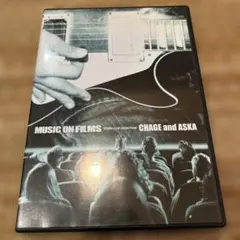 MUSIC ON FILMS CHAGE and ASKA